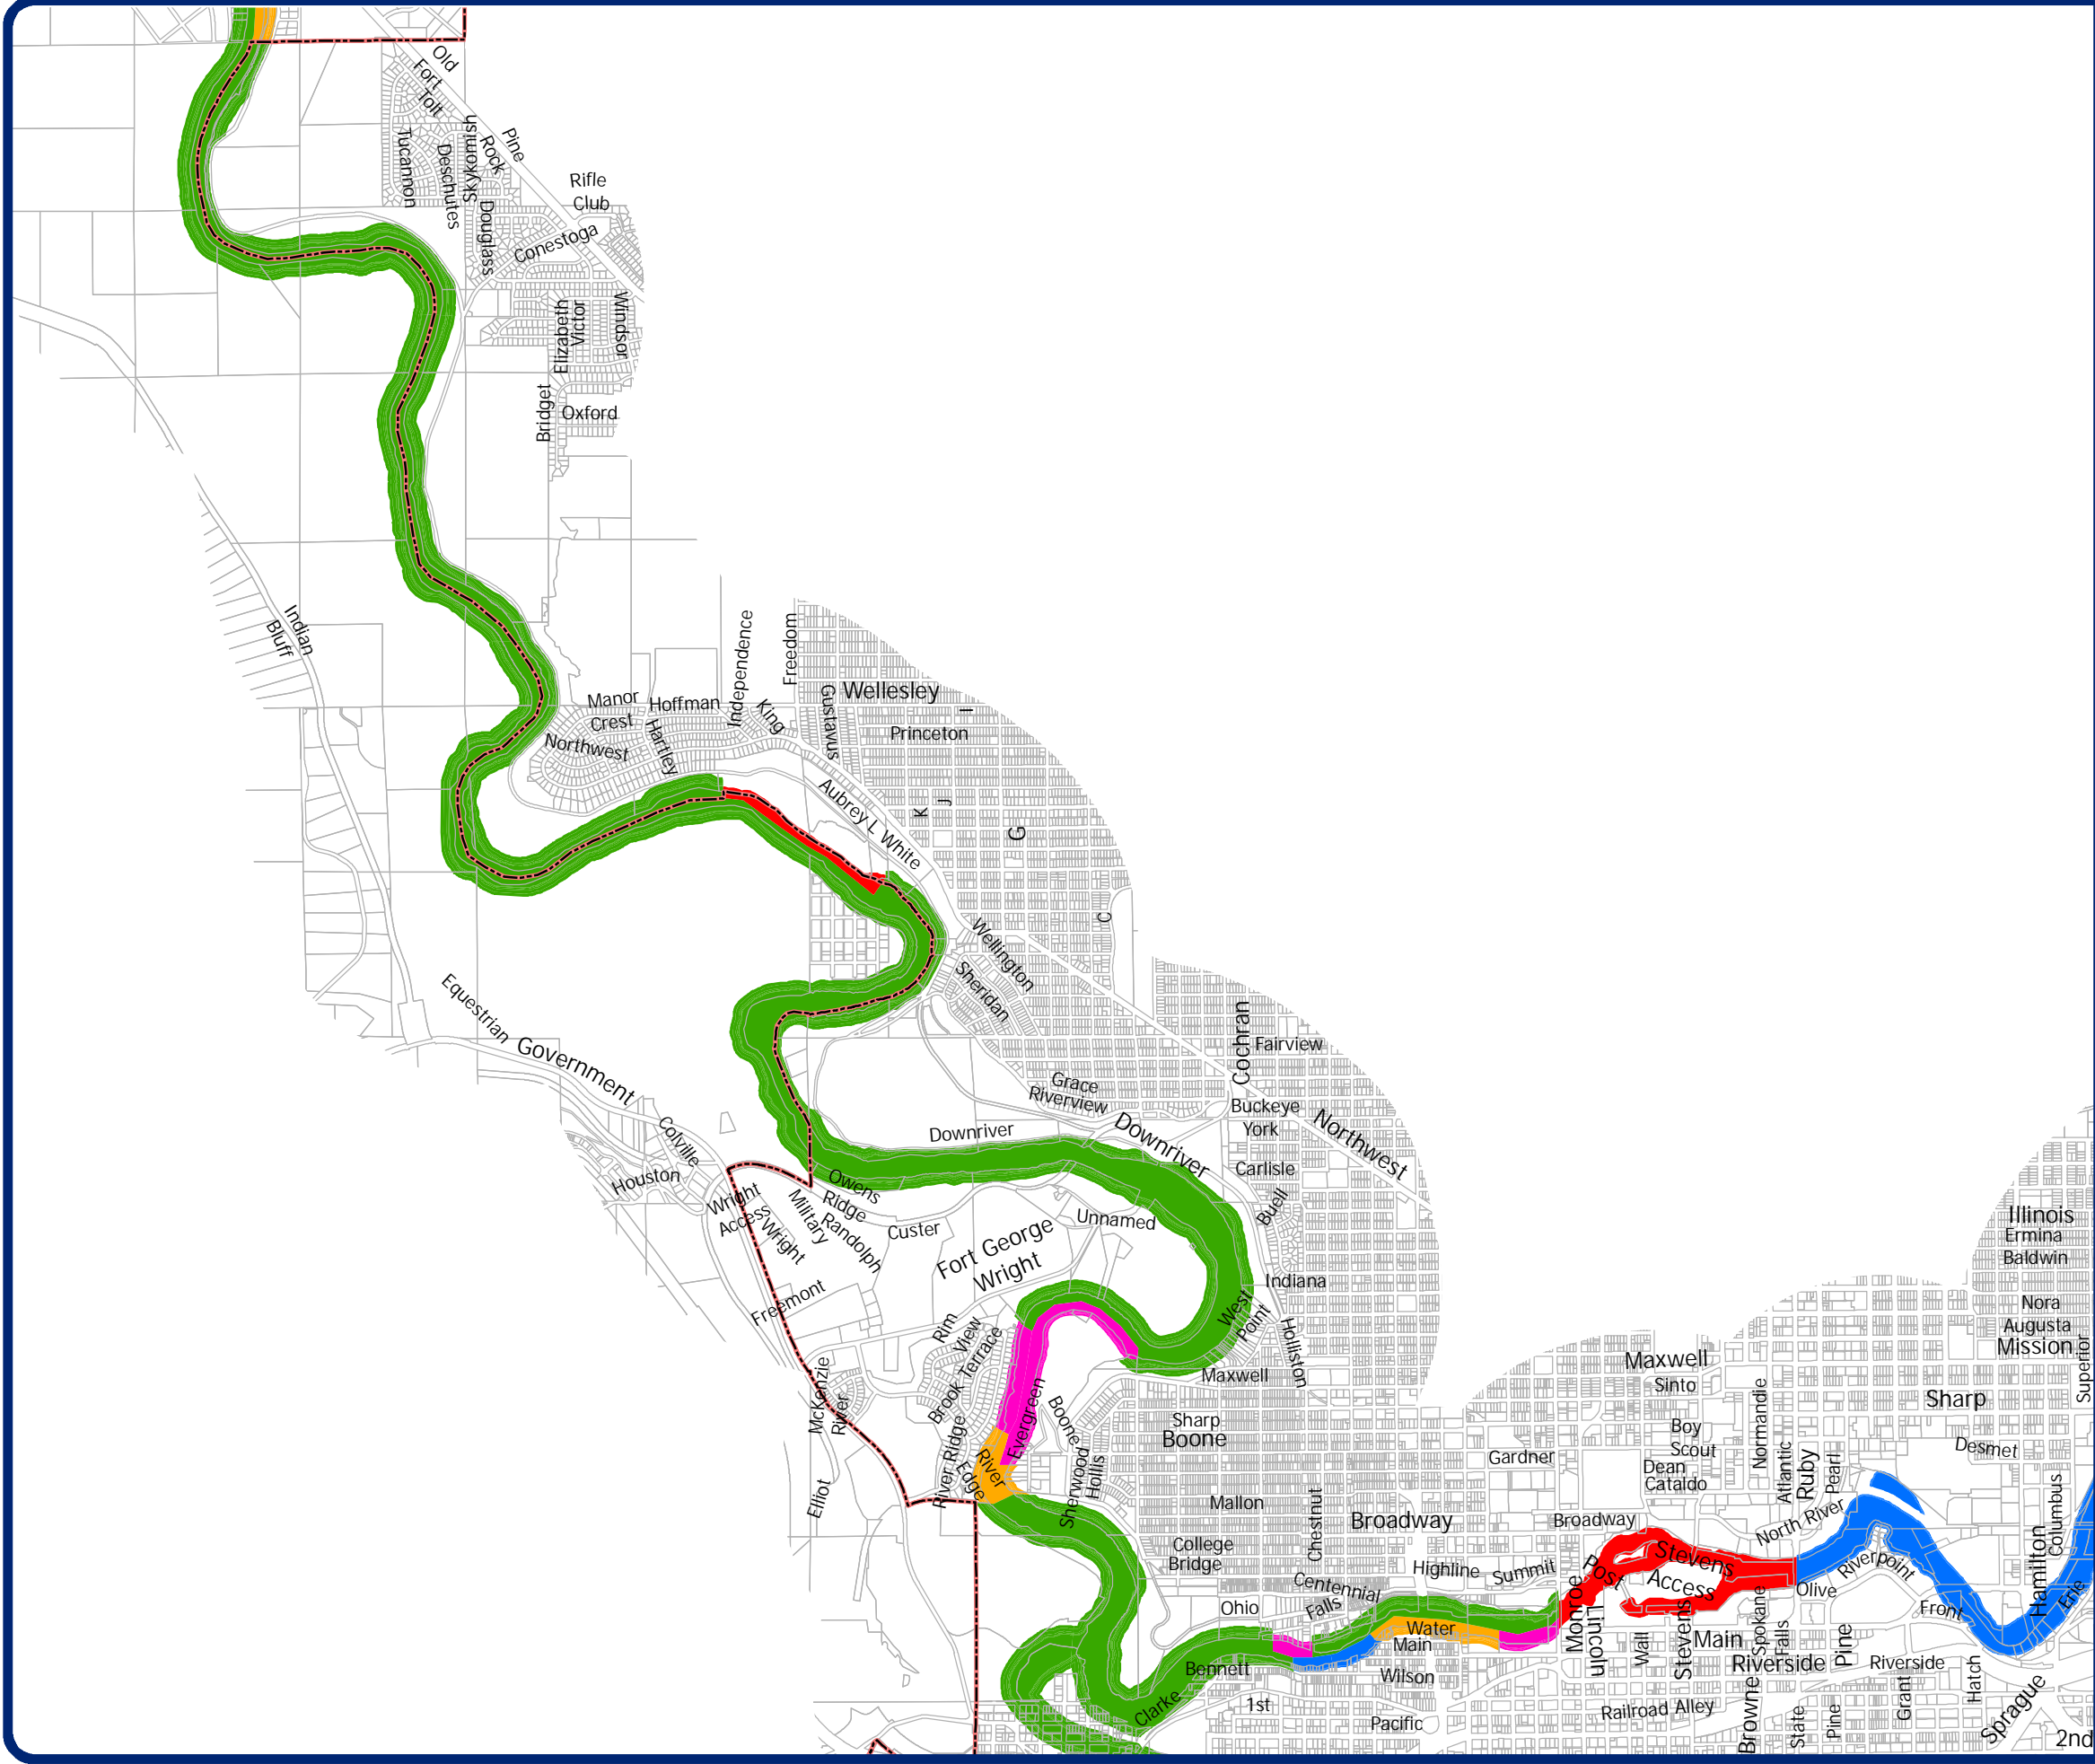 Old
Fort
Tolt
Pine
Rock
Skykomish
Tucannon
Deschutes
Douglass
Rifle
Club
Conestoga
Elizabeth
Victor
Windsor
Bridget
Oxford
Indian
Bluff
Independence
Freedom
Manor
Crest
Hoffman
King
Gustavus
Wellesley
I
Princeton
Northwest
Hartley
Aubrey L White
K
J
G
C
Wellington
Sheridan
Equestrian
Government
Cochran
Fairview
Grace
Riverview
Buckeye
York
Northwest
Downriver
Downriver
Colville
Houston
Carlisle
Buell
Owens
Ridge
Wright
Access
Wright
Military
Randolph
Custer
Unnamed
Fort George
Wright
Freemont
Indiana
West
Point
Holliston
Rim
View
Terrace
Brook
McKenzie
River
Maxwell
Evergreen
Boone
Sharp
Boone
River Ridge
River
Edge
Sherwood
Hollis
Elliot
Mallon
Chestnut
College
Bridge
Broadway
Gardner
Highline
Summit
Centennial
Falls
Ohio
Water
Main
Wilson
Bennett
Clarke
1st
Pacific
Maxwell
Sinto
Boy
Scout
Dean
Cataldo
Normandie
Atlantic
Ruby
Pearl
Broadway
North River
Post
Stevens
Access
Monroe
Lincoln
Wall
Stevens
Main
Spokane
Falls
Riverside
Railroad Alley
Browne
State
Pine
Pine
Olive
Riverpoint
Front
Riverside
Grant
Hatch
Sprague
2nd
Illinois
Ermina
Baldwin
Nora
Augusta
Mission
Superior
Sharp
Desmet
Columbus
Hamilton
Erie